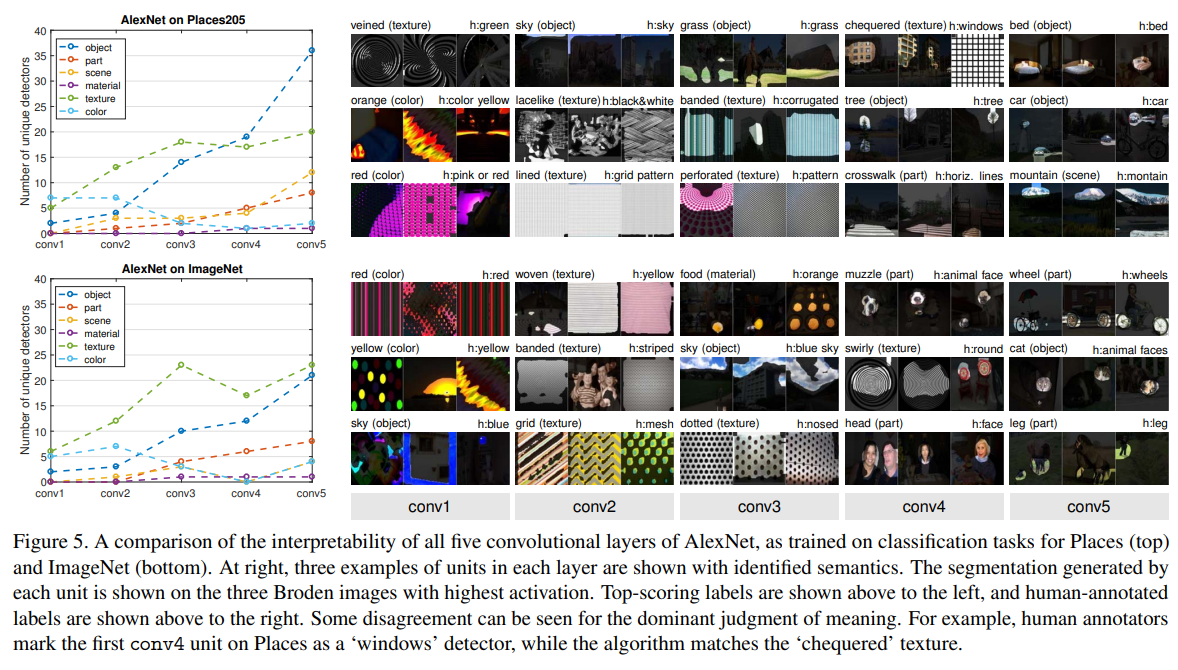 AlexNet on Places205
Number of unique detectors
40
35
30
25
20
15
10
5
0
object
part
scene
material
texture
color
conv1 conv2 conv3 conv4 conv5
veined (texture) h:green sky (object) h:sky grass (object) h:grass chequered (texture) h:windows bed (object) h:bed
orange (color) h:color yellow lacelike (texture) h:black&white banded (texture) h:corrugated tree (object) h:tree car (object) h:car
red (color) h:pink or red lined (texture) h:grid pattern perforated (texture) h:pattern crosswalk (part) h:horiz. lines mountain (scene) h:montain
AlexNet on ImageNet
Number of unique detectors
40
35
30
25
20
15
10
5
0
object
part
scene
material
texture
color
conv1 conv2 conv3 conv4 conv5
red (color) h:red woven (texture) h:yellow food (material) h:orange muzzle (part) h:animal face wheel (part) h:wheels
yellow (color) h:yellow banded (texture) h:striped sky (object) h:blue sky swirly (texture) h:round cat (object) h:animal faces
sky (object) h:blue grid (texture) h:mesh dotted (texture) h:nosed head (part) h:face leg (part) h:leg
conv1 conv2 conv3 conv4 conv5
Figure 5. A comparison of the interpretability of all five convolutional layers of AlexNet, as trained on classification tasks for Places (top)
and ImageNet (bottom). At right, three examples of units in each layer are shown with identified semantics. The segmentation generated by
each unit is shown on the three Broden images with highest activation. Top-scoring labels are shown above to the left, and human-annotated
labels are shown above to the right. Some disagreement can be seen for the dominant judgment of meaning. For example, human annotators
mark the first conv4 unit on Places as a ‘windows’ detector, while the algorithm matches the ‘chequered’ texture.